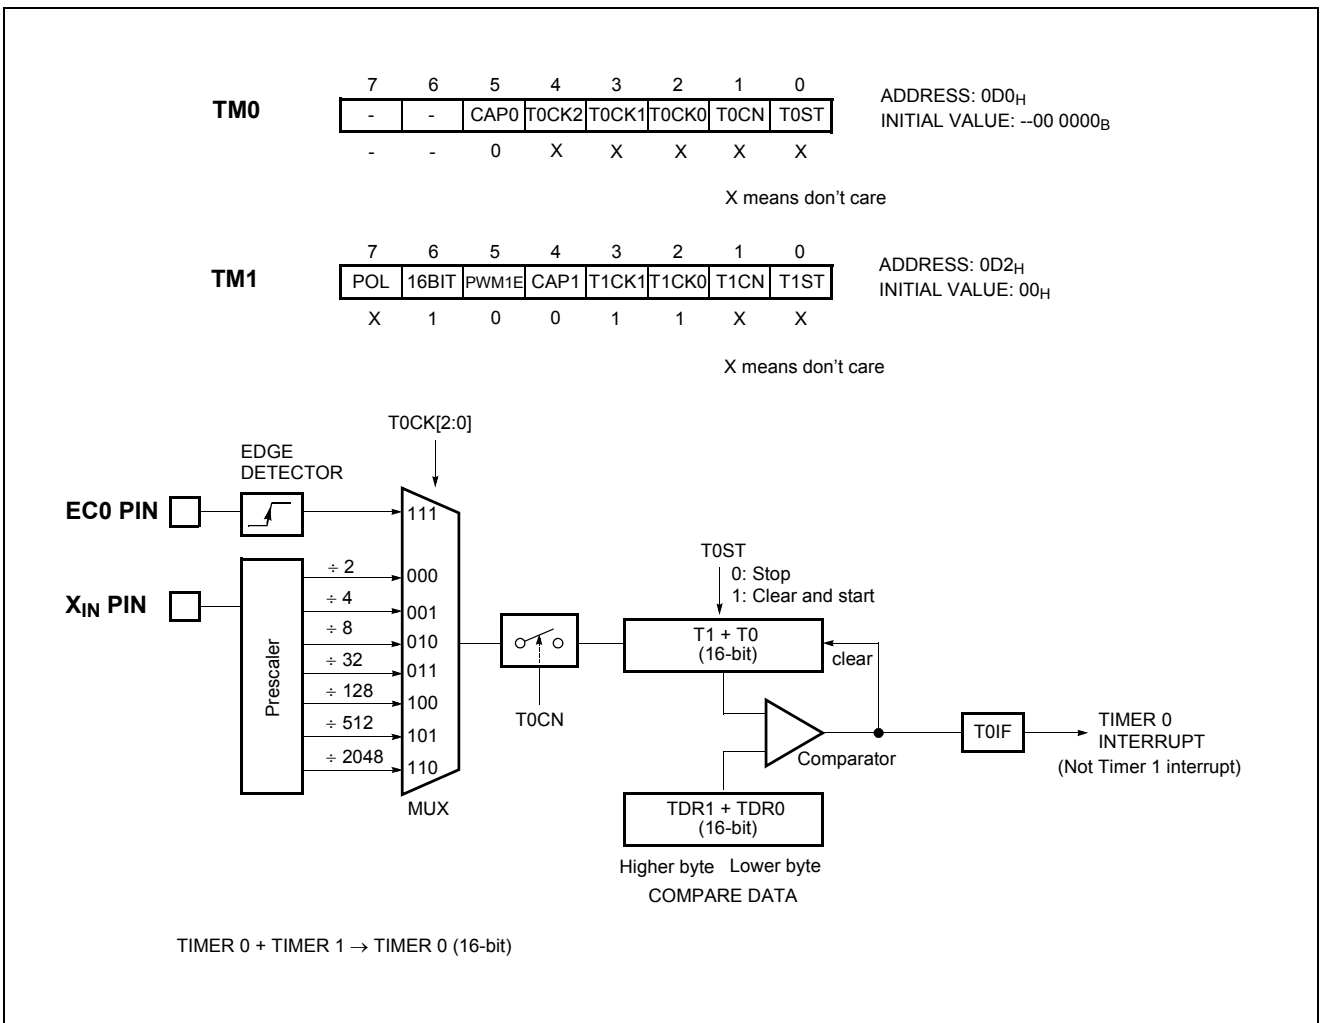 7 6 5 4 3 2 1 0
TM0
- - CAP0 T0CK2 T0CK1 T0CK0 T0CN T0ST
- - 0 X X X X X
ADDRESS: 0D0H
INITIAL VALUE: --00 0000B
X means don't care
7 6 5 4 3 2 1 0
TM1
POL 16BIT PWM1E CAP1 T1CK1 T1CK0 T1CN T1ST
X 1 0 0 1 1 X X
ADDRESS: 0D2H
INITIAL VALUE: 00H
X means don't care
T0CK[2:0]
EDGE
DETECTOR
EC0 PIN
111
XIN PIN
Prescaler
÷ 2 000
÷ 4 001
÷ 8 010
÷ 32 011
÷ 128 100
÷ 512 101
÷ 2048 110
MUX
T0CN
T0ST
0: Stop
1: Clear and start
T1 + T0
(16-bit)
clear
Comparator
T0IF
TIMER 0
INTERRUPT
(Not Timer 1 interrupt)
TDR1 + TDR0
(16-bit)
Higher byte Lower byte
COMPARE DATA
TIMER 0 + TIMER 1 → TIMER 0 (16-bit)